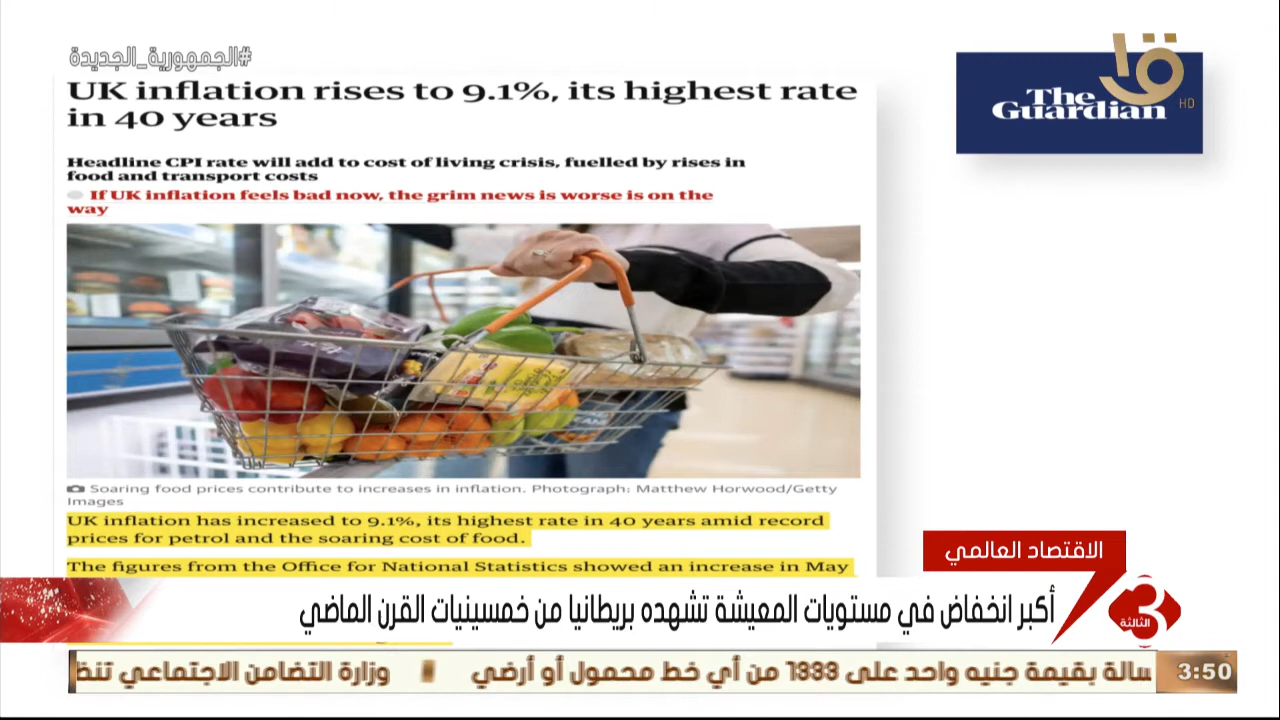 #الجمهورية_الجديدة
UK inflation rises to 9.1%, its highest rate
in 40 years
The
Guardian
HD
Headline CPI rate will add to cost of living crisis, fuelled by rises in
food and transport costs
If UK inflation feels bad now, the grim news is worse is on the
way
Soaring food prices contribute to increases in inflation. Photograph: Matthew Horwood/Getty
Images
UK inflation has increased to 9.1%, its highest rate in 40 years amid record
prices for petrol and the soaring cost of food.
The figures from the Office for National Statistics showed an increase in May
الاقتصاد العالمي
أكبر انخفاض في مستويات المعيشة تشهده بريطانيا من خمسينيات القرن الماضي
3
الثالثة
سالة بقيمة جنيه واحد على 1333 من أي خط محمول أو أرضي
وزارة التضامن الاجتماعي تنظ
3:50